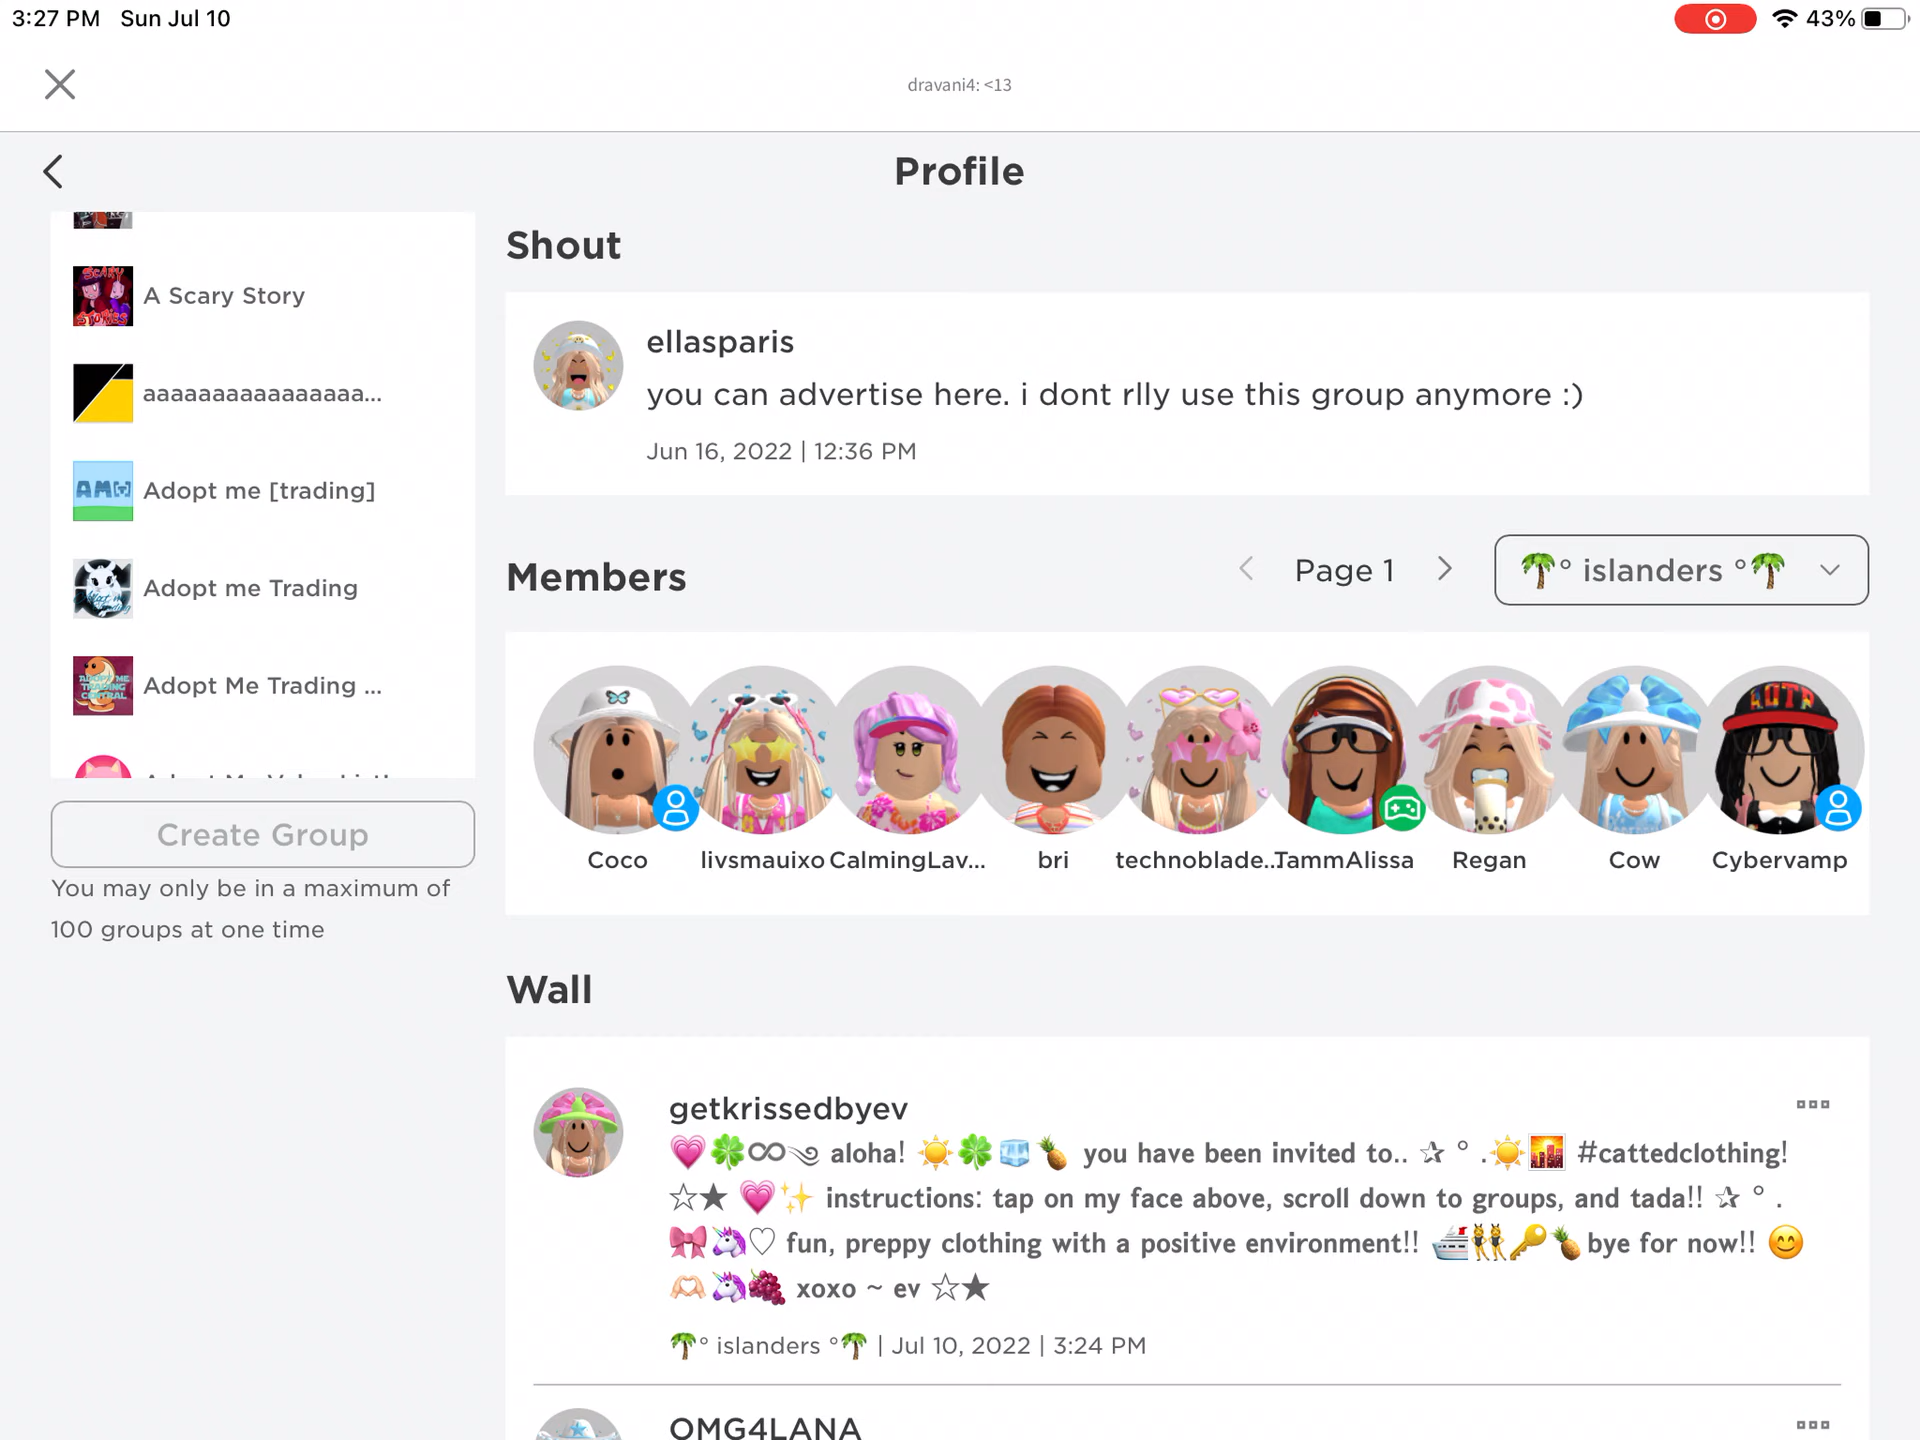 3:27 PM Sun Jul 10
43%
dravani4: <13
Profile
A Scary Story
aaaaaaaaaaaaaaaa...
Adopt me [trading]
Adopt me Trading
Adopt Me Trading ...
Create Group
You may only be in a maximum of
100 groups at one time
Shout
ellasparis
you can advertise here. i dont rlly use this group anymore :)
Jun 16, 2022 | 12:36 PM
Members
Page 1
🌴° islanders °🌴
Coco livsmauixo CalmingLav... bri technoblade... TammAlissa Regan Cow Cybervamp
Wall
getkrissedbyev
💗🍀∞༄ aloha! ☀️🍀🧊🍍 you have been invited to.. ✰ ° .☀️🌇 #cattedclothing!
☆★ 💗✨ instructions: tap on my face above, scroll down to groups, and tada!! ✰ ° .
🎀🦄♡ fun, preppy clothing with a positive environment!! 🛳️👯🔑🍍bye for now!! 😊
🫶🏻🦄🍇 xoxo ~ ev ☆★
🌴° islanders °🌴 | Jul 10, 2022 | 3:24 PM
OMG4LANA